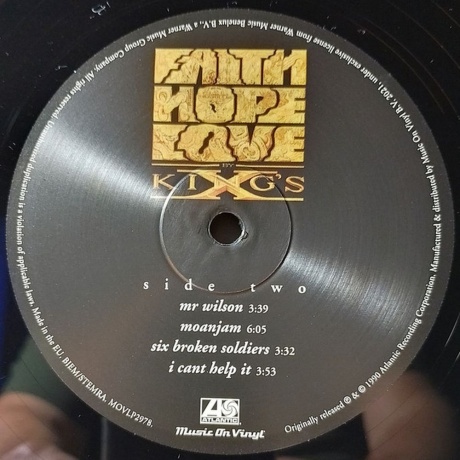 FAITH
HOPE
LOVE
BY
KING'S X
side two
mr wilson 3:39
moanjam 6:05
six broken soldiers 3:32
i cant help it 3:53
ATLANTIC
Music On Vinyl
Originally released ℗ & © 1990 Atlantic Recording Corporation. Manufactured & distributed by Music On Vinyl B.V. 2021, under exclusive license from Warner Music Benelux B.V., a Warner Music Group Company. All rights reserved. Unauthorized duplication is a violation of applicable laws. Made in the EU. BIEM/STEMRA. MOVLP2978.